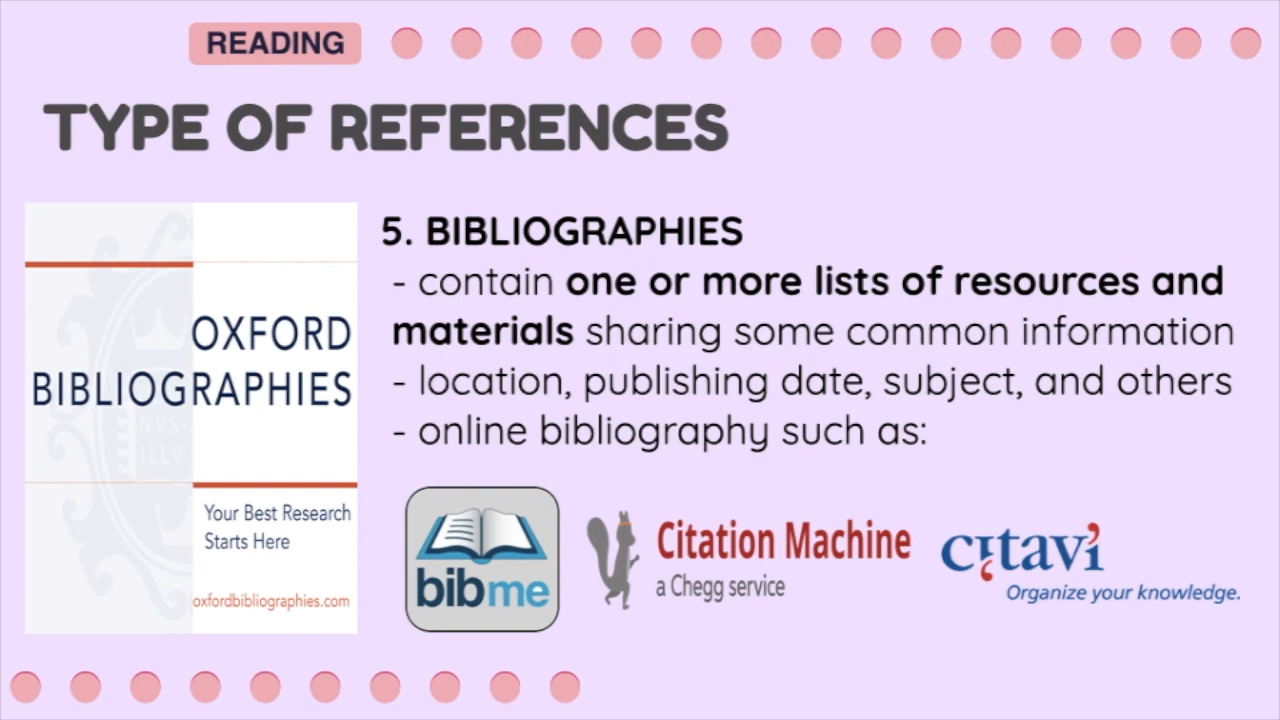 READING
TYPE OF REFERENCES
OXFORD
BIBLIOGRAPHIES
NVS-
ILLV
Your Best Research
Starts Here
oxfordbibliographies.com
5. BIBLIOGRAPHIES
- contain one or more lists of resources and
materials sharing some common information
- location, publishing date, subject, and others
- online bibliography such as:
bibme
Citation Machine
a Chegg service
citavi
Organize your knowledge.